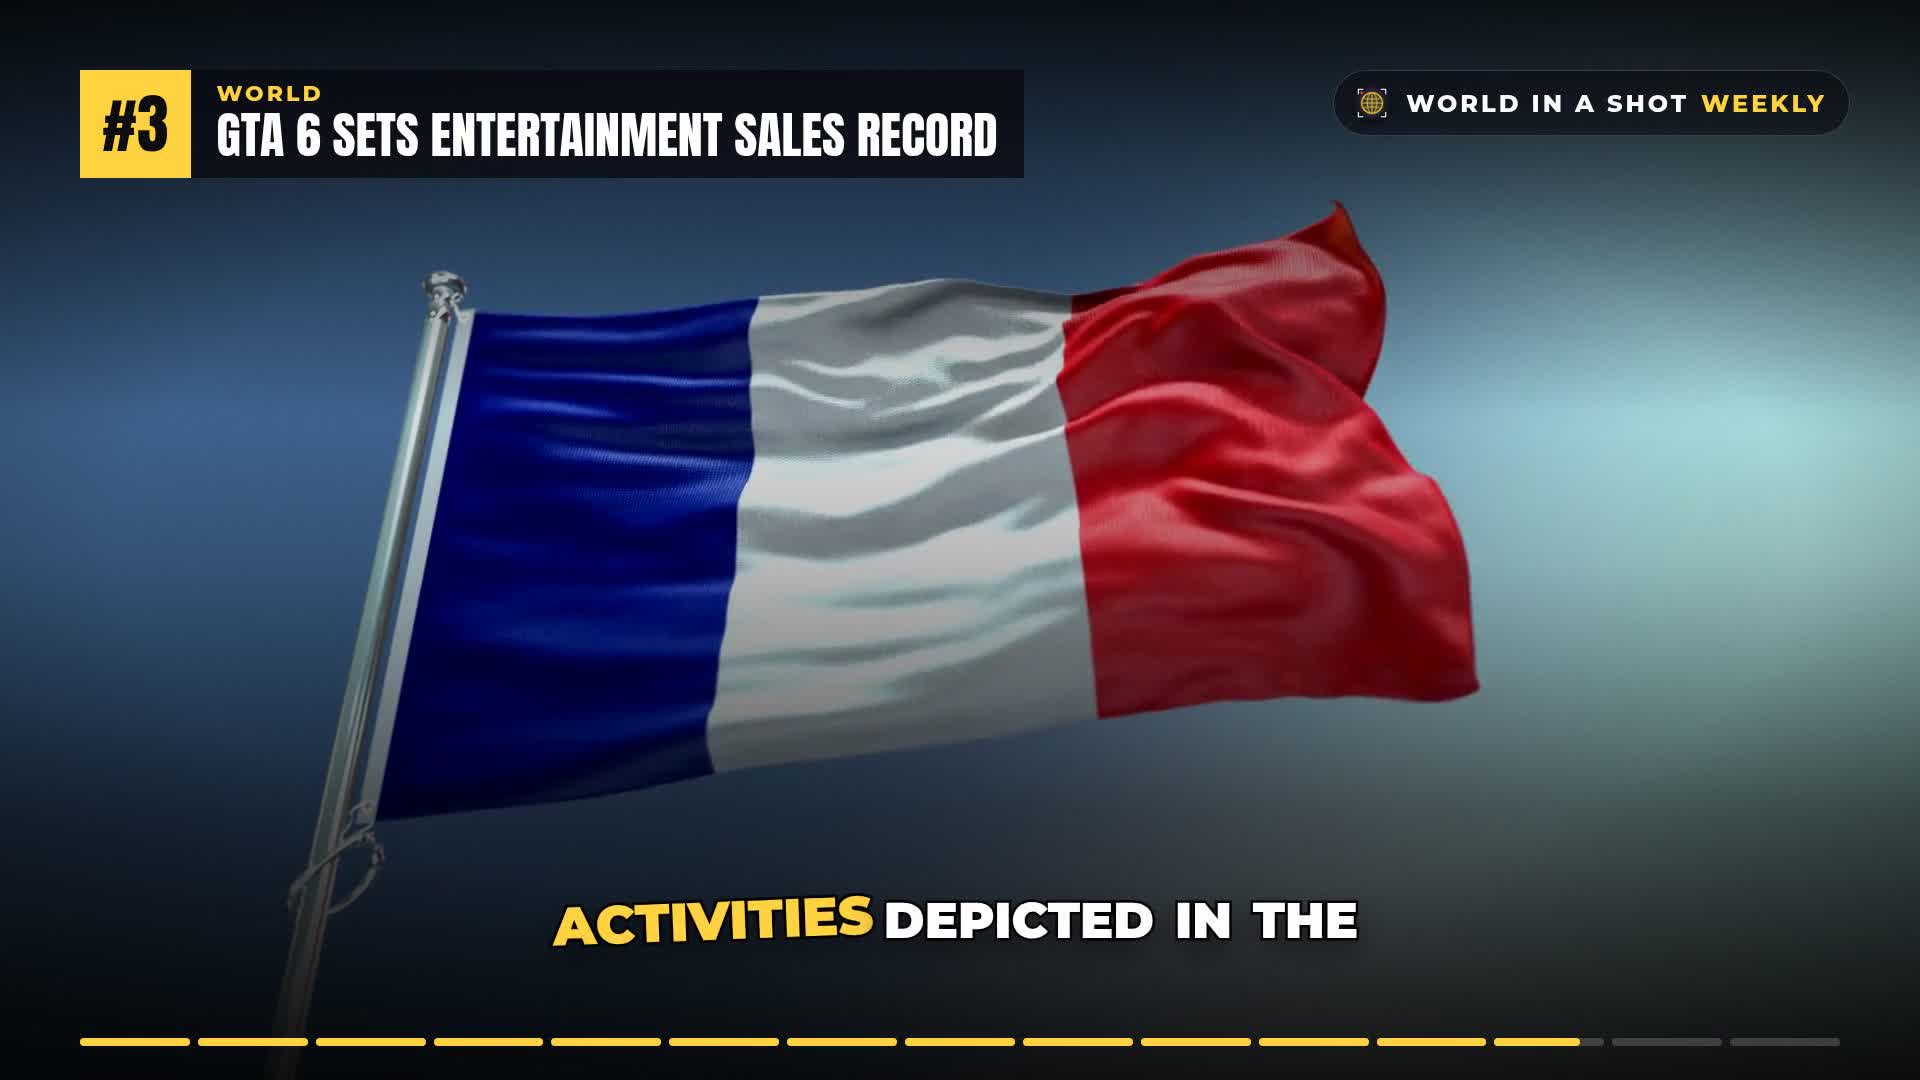 #3
WORLD
GTA 6 SETS ENTERTAINMENT SALES RECORD
WORLD IN A SHOT WEEKLY
ACTIVITIES DEPICTED IN THE